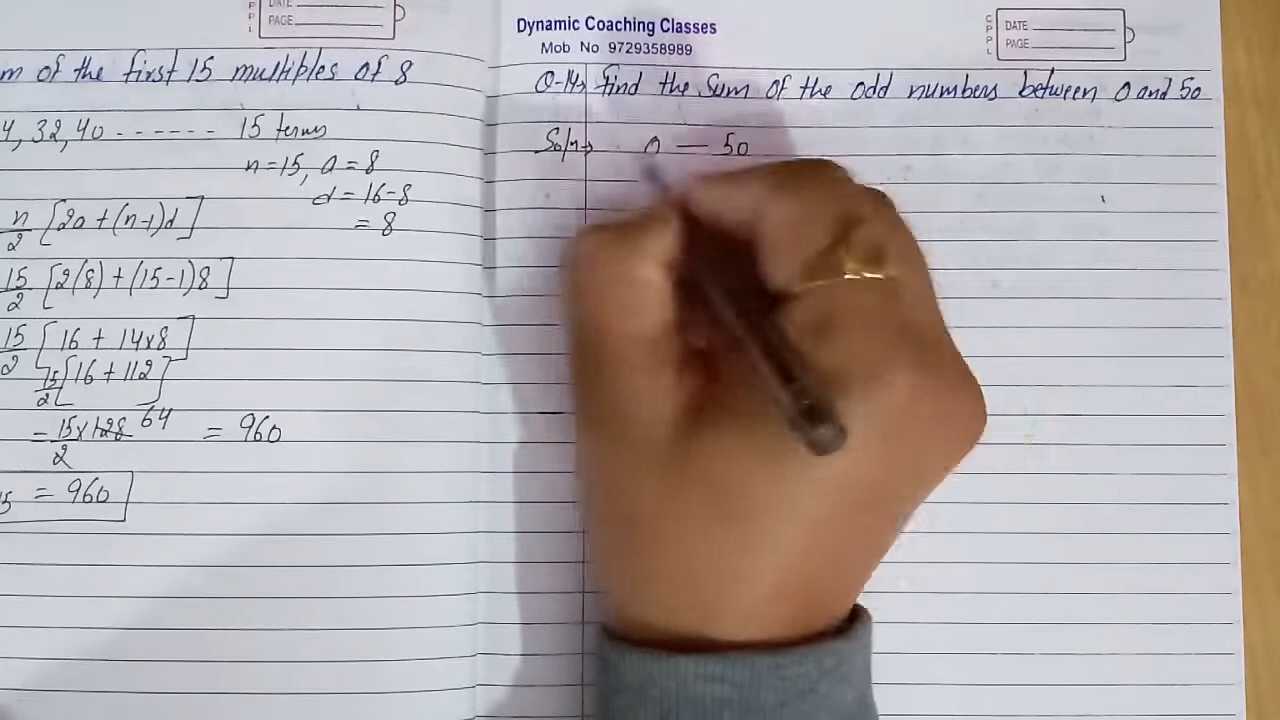 DATE
PAGE
m of the first 15 multiples of 8
4, 32, 40 ------ 15 terms
n=15, a=8
d=16-8
=8
n/2 [2a+(n-1)d]
15/2 [2(8)+(15-1)8]
15/2 [16 + 14x8]
15/2 [16+112]
= 15x128/2 64 = 960
15 = 960
Dynamic Coaching Classes
Mob No 9729358989
C
P
P
L
DATE
PAGE
Q-14→ find the Sum of the odd numbers between 0 and 50
Soln→ 0 — 50